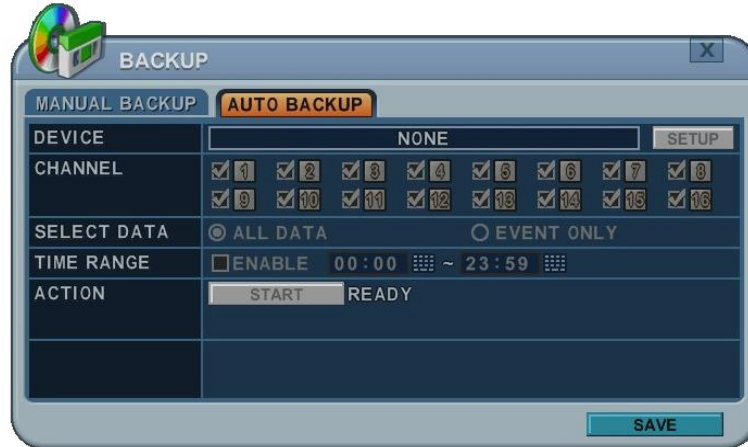 BACKUP X
MANUAL BACKUP AUTO BACKUP
DEVICE NONE SETUP
CHANNEL 1 2 3 4 5 6 7 8
9 10 11 12 13 14 15 16
SELECT DATA ALL DATA EVENT ONLY
TIME RANGE ENABLE 00:00 ~ 23:59
ACTION START READY
SAVE